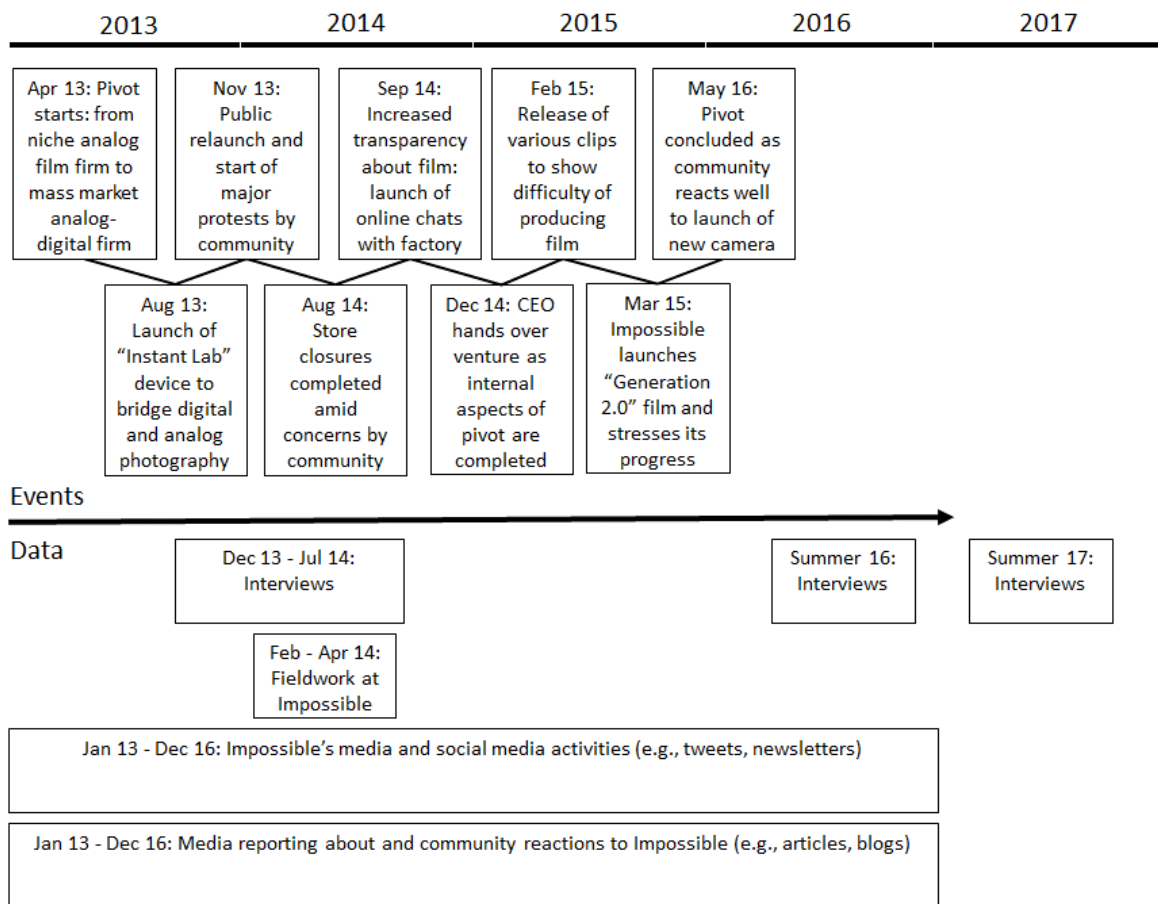 2013
2014
2015
2016
2017
Apr 13: Pivot
starts: from
niche analog
film firm to
mass market
analog-
digital firm
Nov 13:
Public
relaunch and
start of
major
protests by
community
Sep 14:
Increased
transparency
about film:
launch of
online chats
with factory
Feb 15:
Release of
various clips
to show
difficulty of
producing
film
May 16:
Pivot
concluded as
community
reacts well
to launch of
new camera
Aug 13:
Launch of
“Instant Lab”
device to
bridge digital
and analog
photography
Aug 14:
Store
closures
completed
amid
concerns by
community
Dec 14: CEO
hands over
venture as
internal
aspects of
pivot are
completed
Mar 15:
Impossible
launches
“Generation
2.0” film and
stresses its
progress
Events
Data
Dec 13 - Jul 14:
Interviews
Summer 16:
Interviews
Summer 17:
Interviews
Feb - Apr 14:
Fieldwork at
Impossible
Jan 13 - Dec 16: Impossible’s media and social media activities (e.g., tweets, newsletters)
Jan 13 - Dec 16: Media reporting about and community reactions to Impossible (e.g., articles, blogs)